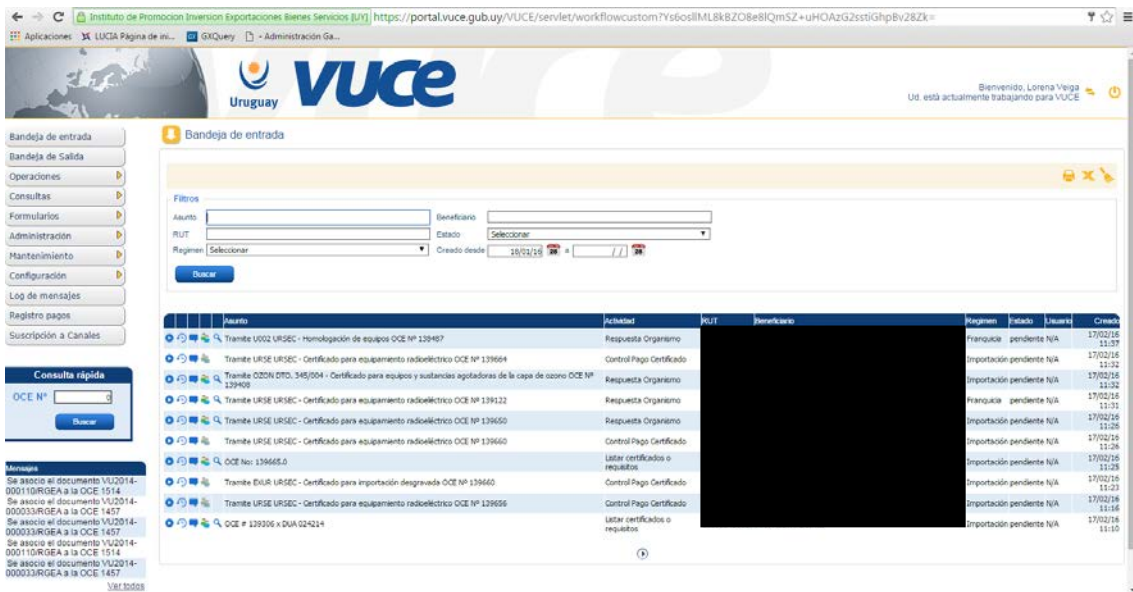 Instituto de Promocion Inversion Exportaciones Bienes Servicios [UY] https://portal.vuce.gub.uy/VUCE/servlet/workflowcustom?
Aplicaciones LUCIA Página de ini... GXQuery - Administración Ga...
Uruguay vuce
Bienvenido, Lorena Veiga
Ud. está actualmente trabajando para VUCE
Bandeja de entrada
Bandeja de Salida
Operaciones
Consultas
Formularios
Administración
Mantenimiento
Configuración
Log de mensajes
Registro pagos
Suscripción a Canales
Consulta rápida
OCE Nº 0
Buscar
Mensajes
Se asocio el documento VU2014-
000110/RGEA a la OCE 1514
Se asocio el documento VU2014-
000033/RGEA a la OCE 1457
Se asocio el documento VU2014-
000033/RGEA a la OCE 1457
Se asocio el documento VU2014-
000110/RGEA a la OCE 1514
Se asocio el documento VU2014-
000033/RGEA a la OCE 1457
Ver todos
Bandeja de entrada
Filtros
Asunto Beneficiario
RUT Estado Seleccionar
Regimen Seleccionar Creado desde 16/01/16 a / /
Buscar
Asunto Actividad RUT Beneficiario Regimen Estado Usuario Creado
Tramite U002 URSEC - Homologación de equipos OCE Nº 139487 Respuesta Organismo Franquicia pendiente N/A 17/02/16 11:37
Tramite URSE URSEC - Certificado para equipamiento radioeléctrico OCE Nº 139664 Control Pago Certificado Importación pendiente N/A 17/02/16 11:32
Tramite OZON DTO. 345/004 - Certificado para equipos y sustancias agotadoras de la capa de ozono OCE Nº 139408 Respuesta Organismo Importación pendiente N/A 17/02/16 11:32
Tramite URSE URSEC - Certificado para equipamiento radioeléctrico OCE Nº 139122 Respuesta Organismo Franquicia pendiente N/A 17/02/16 11:31
Tramite URSE URSEC - Certificado para equipamiento radioeléctrico OCE Nº 139650 Respuesta Organismo Importación pendiente N/A 17/02/16 11:26
Tramite URSE URSEC - Certificado para equipamiento radioeléctrico OCE Nº 139660 Control Pago Certificado Importación pendiente N/A 17/02/16 11:26
OCE No: 139665.0 Listar certificados o requisitos Importación pendiente N/A 17/02/16 11:25
Tramite EXUR: Certificado para importación desgravada OCE Nº 139660 Control Pago Certificado Importación pendiente N/A 17/02/16 11:23
Tramite URSE URSEC - Certificado para equipamiento radioeléctrico OCE Nº 139656 Control Pago Certificado Importación pendiente N/A 17/02/16 11:16
OCE # 139306 x DUA 024214 Listar certificados o requisitos Importación pendiente N/A 17/02/16 11:10